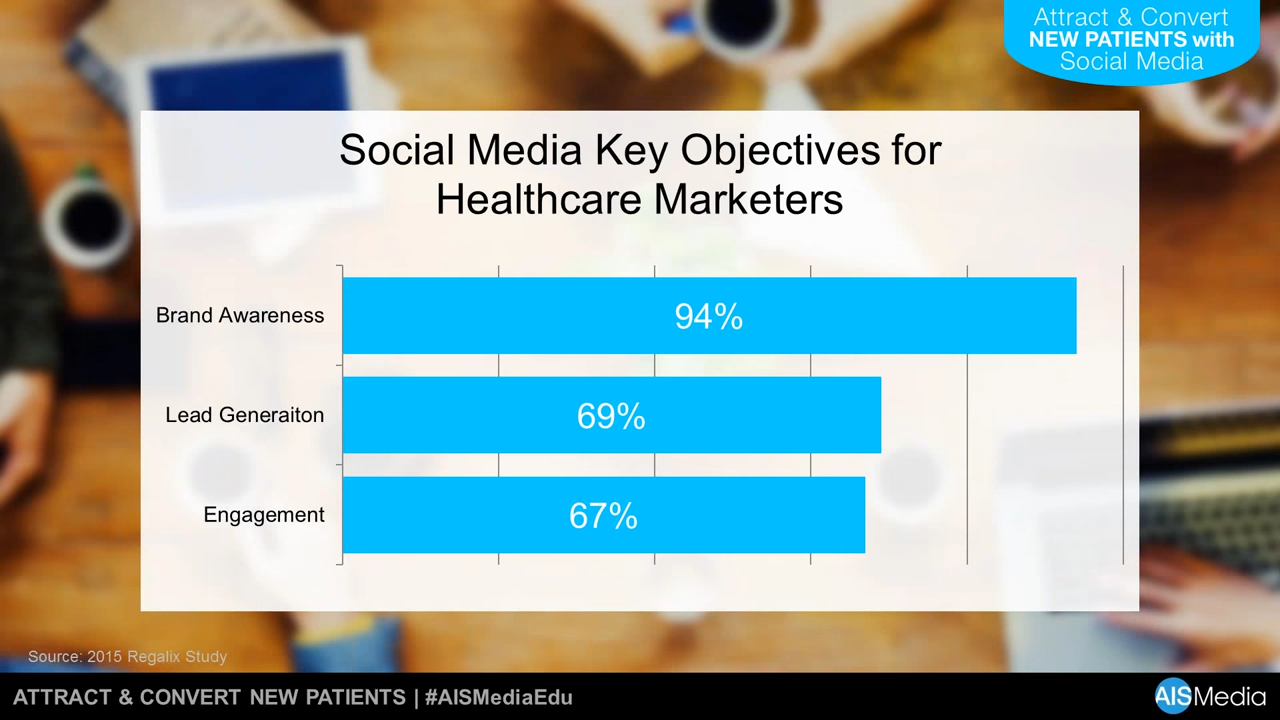 Attract & Convert
NEW PATIENTS with
Social Media
Social Media Key Objectives for
Healthcare Marketers
Brand Awareness
94%
Lead Generaiton
69%
Engagement
67%
Source: 2015 Regalix Study
ATTRACT & CONVERT NEW PATIENTS | #AISMediaEdu
AISMedia